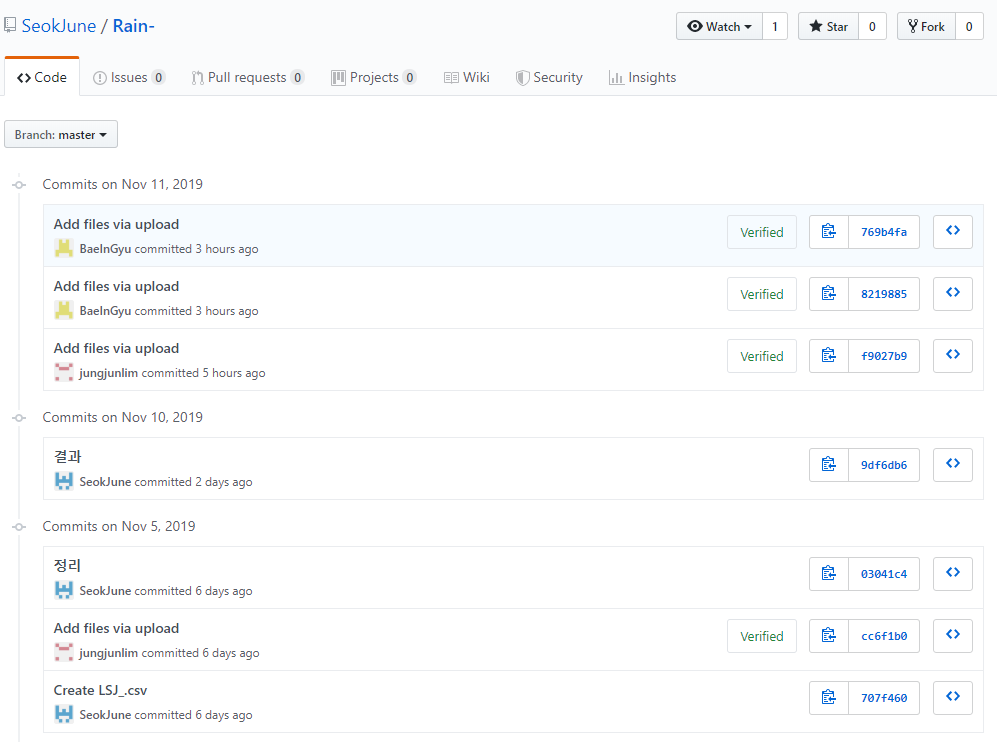 SeokJune / Rain-
Watch 1 Star 0 Fork 0
Code Issues 0 Pull requests 0 Projects 0 Wiki Security Insights
Branch: master
Commits on Nov 11, 2019
Add files via upload
BaeInGyu committed 3 hours ago
Verified 769b4fa
Add files via upload
BaeInGyu committed 3 hours ago
Verified 8219885
Add files via upload
jungjunlim committed 5 hours ago
Verified f9027b9
Commits on Nov 10, 2019
결과
SeokJune committed 2 days ago
9df6db6
Commits on Nov 5, 2019
정리
SeokJune committed 6 days ago
03041c4
Add files via upload
jungjunlim committed 6 days ago
Verified cc6f1b0
Create LSJ_.csv
SeokJune committed 6 days ago
707f460